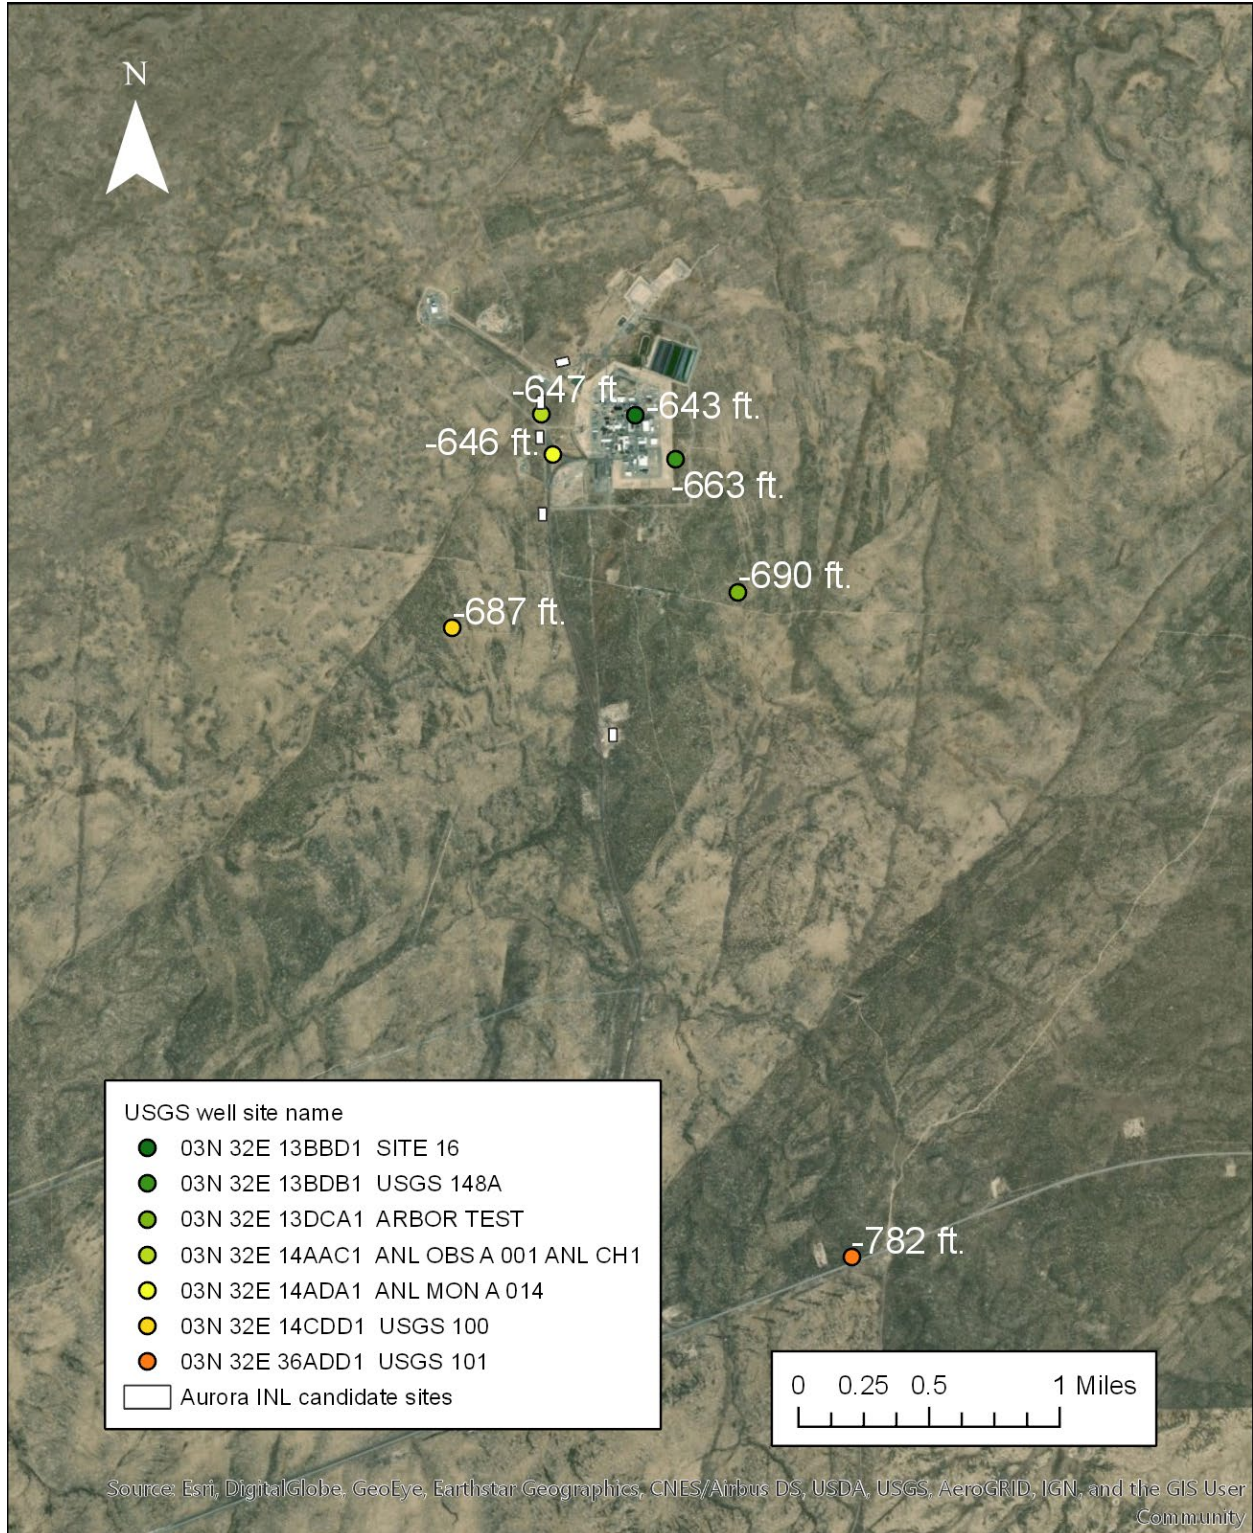 N
-647 ft.
-643 ft.
-646 ft.
-663 ft.
-690 ft.
-687 ft.
USGS well site name
03N 32E 13BBD1 SITE 16
03N 32E 13BDB1 USGS 148A
03N 32E 13DCA1 ARBOR TEST
03N 32E 14AAC1 ANL OBS A 001 ANL CH1
03N 32E 14ADA1 ANL MON A 014
03N 32E 14CDD1 USGS 100
03N 32E 36ADD1 USGS 101
Aurora INL candidate sites
-782 ft.
0 0.25 0.5 1 Miles
Source: Esri, DigitalGlobe, GeoEye, Earthstar Geographics, CNES/Airbus DS, USDA, USGS, AeroGRID, IGN, and the GIS User
Community